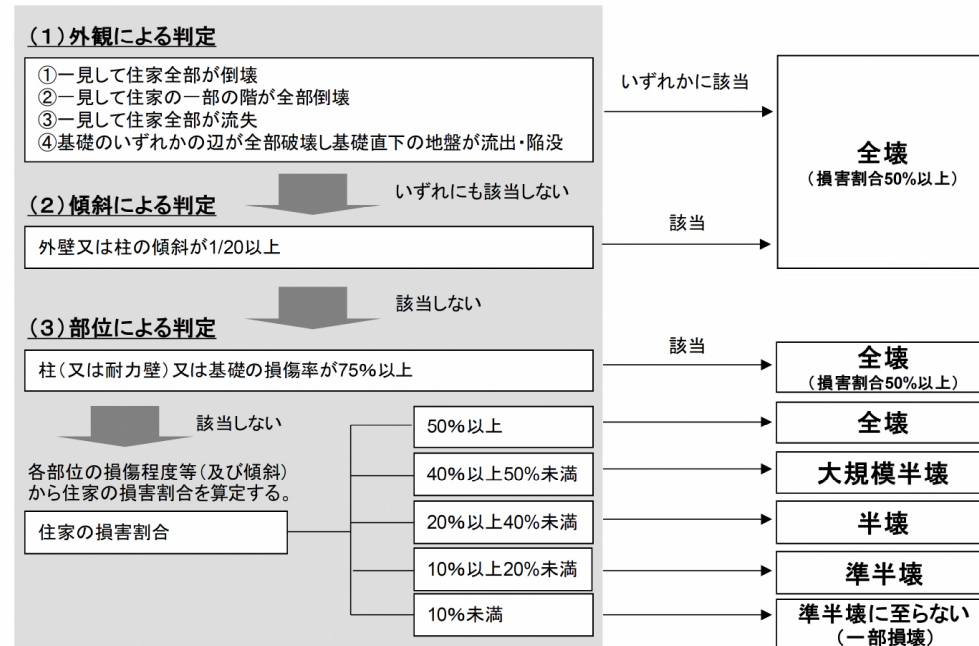 (1)外観による判定
①一見して住家全部が倒壊
②一見して住家の一部の階が全部倒壊
③一見して住家全部が流失
④基礎のいずれかの辺が全部破壊し基礎直下の地盤が流出・陥没
いずれかに該当
全壊
(損害割合50%以上)
いずれにも該当しない
(2)傾斜による判定
外壁又は柱の傾斜が1/20以上
該当
該当しない
(3)部位による判定
柱(又は耐力壁)又は基礎の損傷率が75%以上
該当
全壊
(損害割合50%以上)
該当しない
各部位の損傷程度等(及び傾斜)
から住家の損害割合を算定する。
住家の損害割合
50%以上
全壊
40%以上50%未満
大規模半壊
20%以上40%未満
半壊
10%以上20%未満
準半壊
10%未満
準半壊に至らない
(一部損壊)